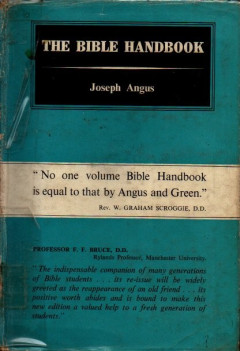 THE BIBLE HANDBOOK
Joseph Angus
“No one volume Bible Handbook
is equal to that by Angus and Green.”
Rev. W. GRAHAM SCROGGIE, D.D.
PROFESSOR F. F. BRUCE, D.D.
Rylands Professor, Manchester University.
“The indispensable companion of many generations
of Bible students . . . its re-issue will be widely
greeted as the reappearance of an old friend . . . Its
positive worth abides and is bound to make this
new edition a valued help to a fresh generation of
students.”